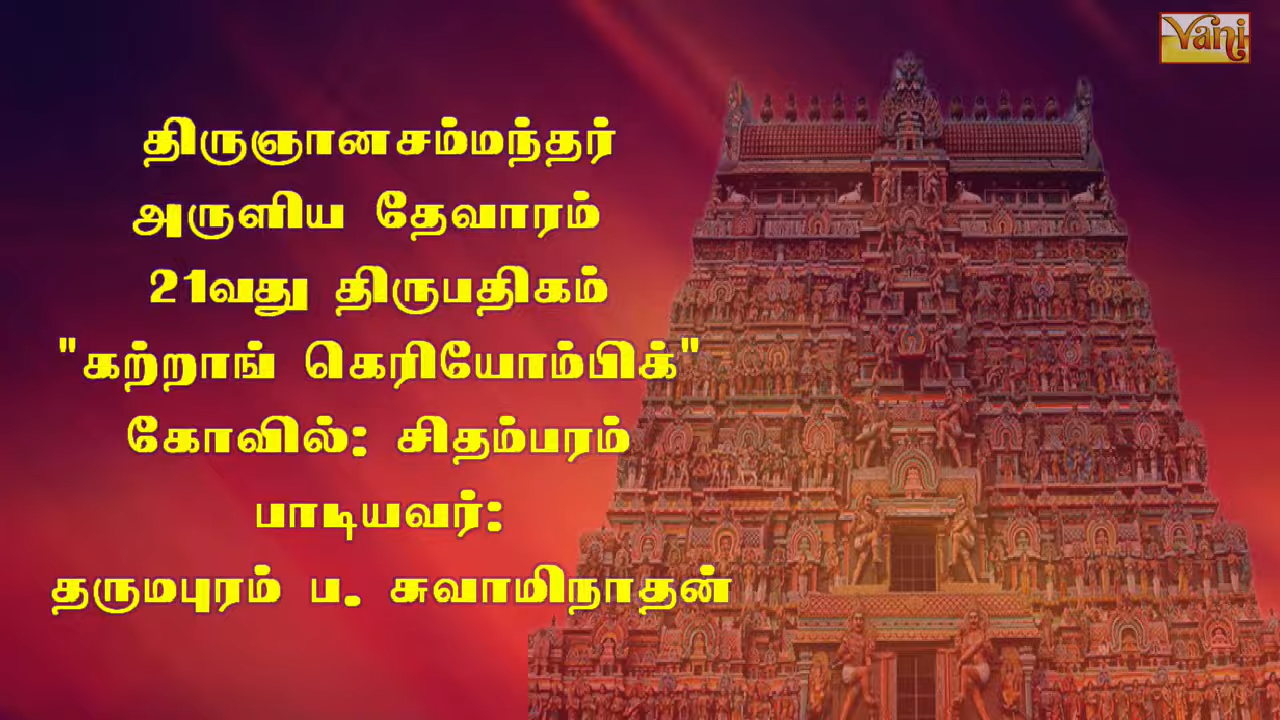 Vani
திருஞானசம்மந்தர்
அருளிய தேவாரம்
21வது திருபதிகம்
"கற்றாங் கெரியோம்பிக்"
கோவில்: சிதம்பரம்
பாடியவர்:
தருமபுரம் ப. சுவாமிநாதன்